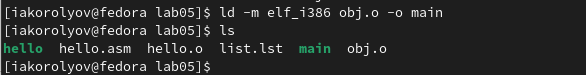 [iakorolyov@fedora lab05]$ ld -m elf_i386 obj.o -o main
[iakorolyov@fedora lab05]$ ls
hello  hello.asm  hello.o  list.lst  main  obj.o
[iakorolyov@fedora lab05]$